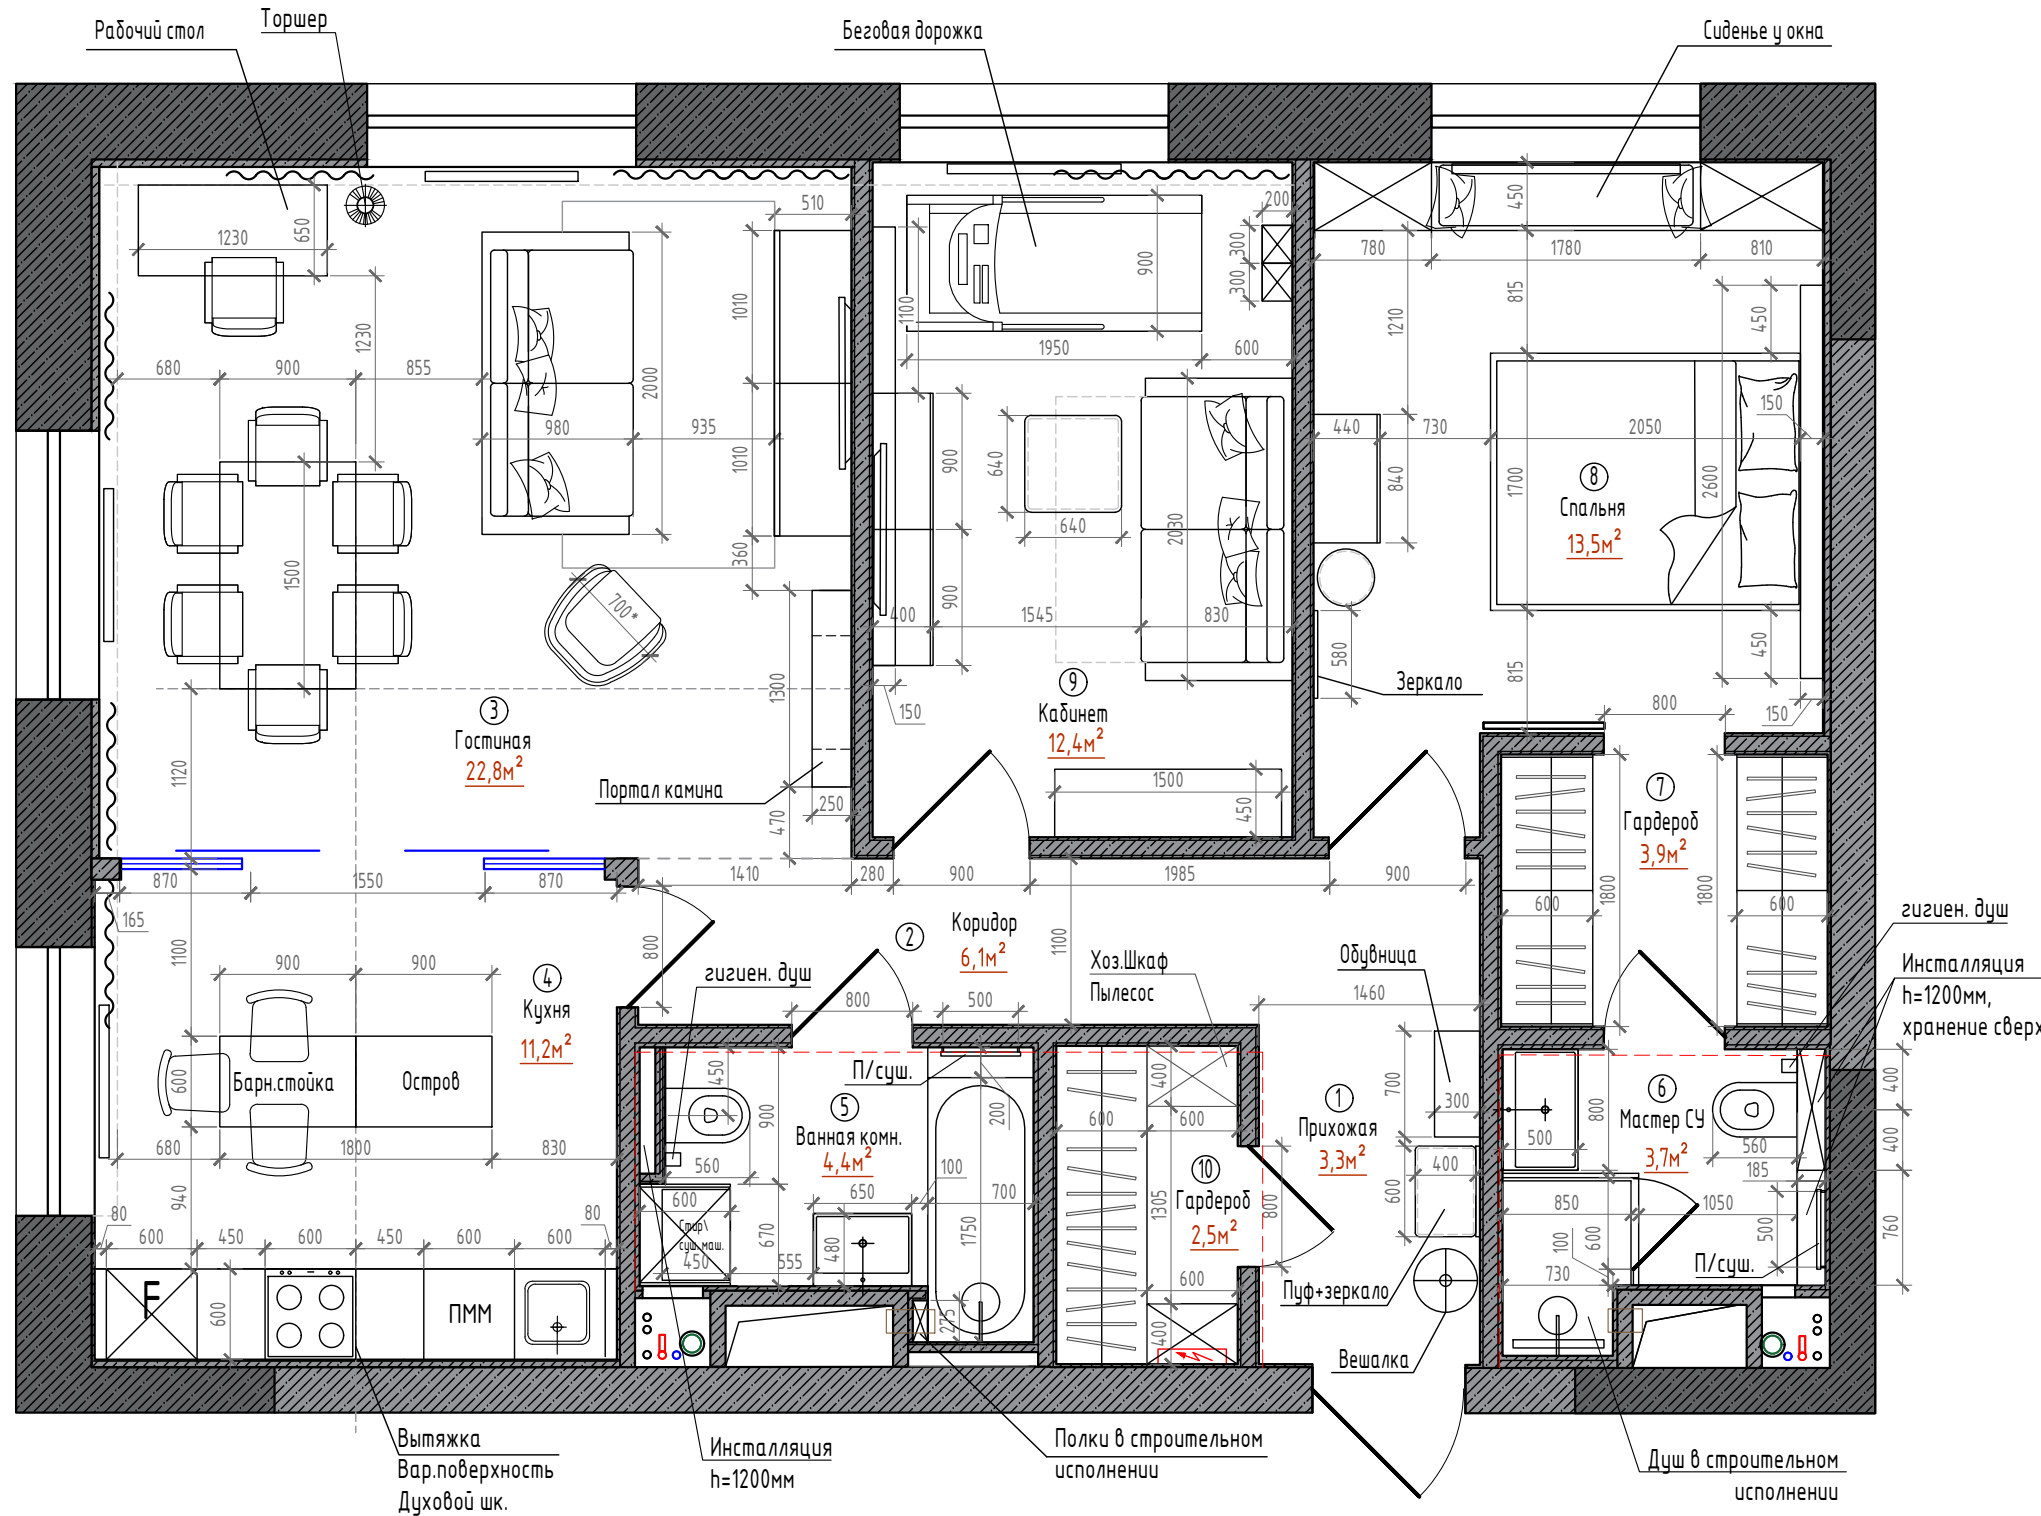 Рабочий стол
Торшер
Беговая дорожка
Сиденье у окна
510
200
450
1230
650
300
300
900
780
1780
810
1010
1100
815
450
1230
1210
1950
600
680
900
855
2000
980
935
1010
150
440
730
2050
640
900
840
1700
2600
640
2030
8
Спальня
13,5м²
360
1500
700*
900
400
1545
830
580
450
815
1300
150
Зеркало
9
Кабинет
12,4м²
3
Гостиная
22,8м²
800
150
1120
Портал камина
250
470
1500
450
7
Гардероб
3,9м²
1800
1800
600
600
870
1550
870
1410
280
900
1985
900
165
1100
800
2
Коридор
6,1м²
1100
гигиен. душ
Инсталляция
h=1200мм,
хранение сверх
900
900
4
Кухня
11,2м²
гигиен. душ
800
500
Хоз.Шкаф
Пылесос
Обувница
1460
600
Барн.стойка
Остров
450
900
П/суш.
200
400
600
600
700
300
800
500
400
400
5
Ванная комн.
4,4м²
1
Прихожая
3,3м²
6
Мастер СУ
3,7м²
560
185
680
1800
830
560
100
10
Гардероб
2,5м²
400
600
940
600
650
700
1305
800
850
1050
500
760
80
80
Стир\
суш.маш.
670
480
1750
100
600
600
450
600
450
600
600
450
555
600
730
П/суш.
F
600
ПММ
275
400
Пуф+зеркало
Вешалка
Вытяжка
Вар.поверхность
Духовой шк.
Инсталляция
h=1200мм
Полки в строительном
исполнении
Душ в строительном
исполнении